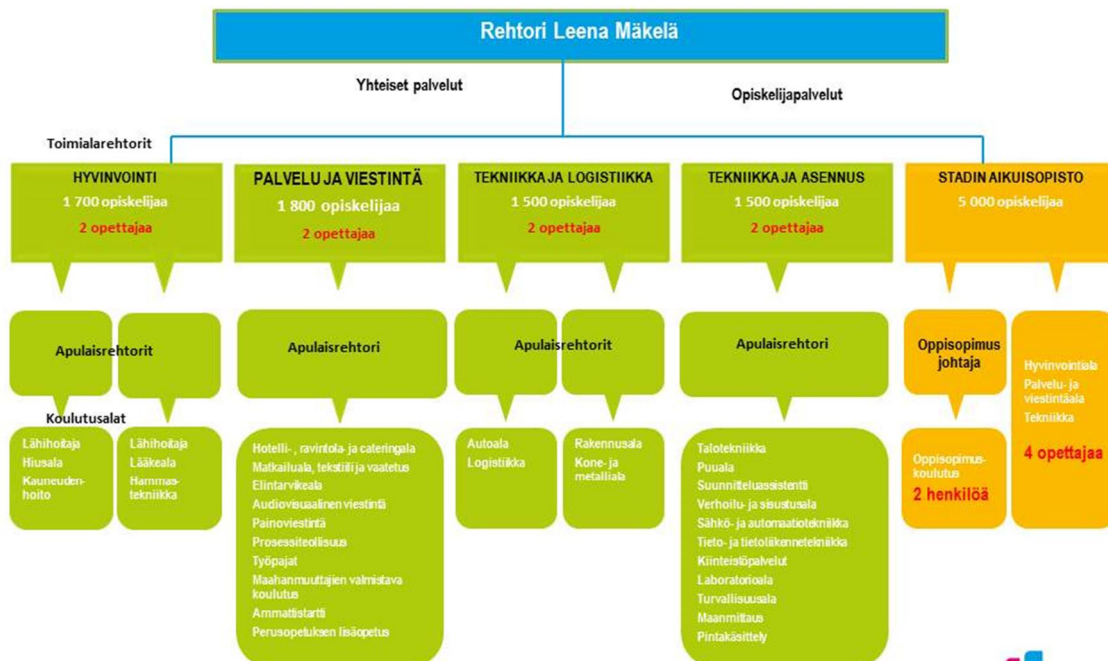 Rehtori Leena Mäkelä
Yhteiset palvelut
Opiskelijapalvelut
Toimialarehtorit
HYVINVOINTI
1 700 opiskelijaa
2 opettajaa
PALVELU JA VIESTINTÄ
1 800 opiskelijaa
2 opettajaa
TEKNIIKKA JA LOGISTIIKKA
1 500 opiskelijaa
2 opettajaa
TEKNIIKKA JA ASENNUS
1 500 opiskelijaa
2 opettajaa
STADIN AIKUISOPISTO
5 000 opiskelijaa
Apulaisrehtorit
Apulaisrehtori
Apulaisrehtorit
Apulaisrehtori
Oppisopimus
johtaja
Hyvinvointiala
Palvelu- ja
viestintäala
Tekniikka
4 opettajaa
Koulutusalat
Lähihoitaja
Hiusala
Kauneuden-
hoito
Lähihoitaja
Lääkeala
Hammas-
tekniikka
Hotelli- , ravintola- ja cateringala
Matkailuala, tekstiili ja vaatetus
Elintarvikeala
Audiovisuaalinen viestintä
Painoviestintä
Prosessiteollisuus
Työpajat
Maahanmuuttajien valmistava
koulutus
Ammattistartti
Perusopetuksen lisäopetus
Autoala
Logistiikka
Rakennusala
Kone- ja
metalliala
Talotekniikka
Puuala
Suunnitteluassistentti
Verhoilu- ja sisustusala
Sähkö- ja automaatiotekniikka
Tieto- ja tietoliikennetekniikka
Kiinteistöpalvelut
Laboratorioala
Turvallisuusala
Maanmittaus
Pintakäsittely
Oppisopimus-
koulutus
2 henkilöä